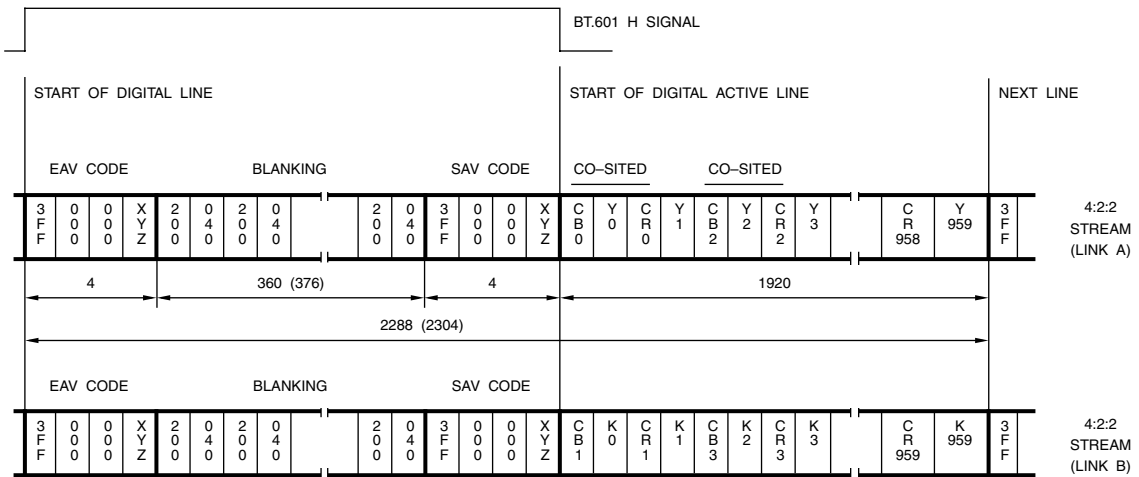 BT.601 H SIGNAL
START OF DIGITAL LINE
START OF DIGITAL ACTIVE LINE
NEXT LINE
EAV CODE
BLANKING
SAV CODE
CO–SITED
CO–SITED
3FF 000 000 XYZ 200 040 200 040 200 040 3FF 000 000 XYZ CB0 Y0 CR0 Y1 CB2 Y2 CR2 Y3 CR958 Y959 3FF
4:2:2
STREAM
(LINK A)
4
360 (376)
4
1920
2288 (2304)
EAV CODE
BLANKING
SAV CODE
3FF 000 000 XYZ 200 040 200 040 200 040 3FF 000 000 XYZ CB1 K0 CR1 K1 CB3 K2 CR3 K3 CR959 K959 3FF
4:2:2
STREAM
(LINK B)